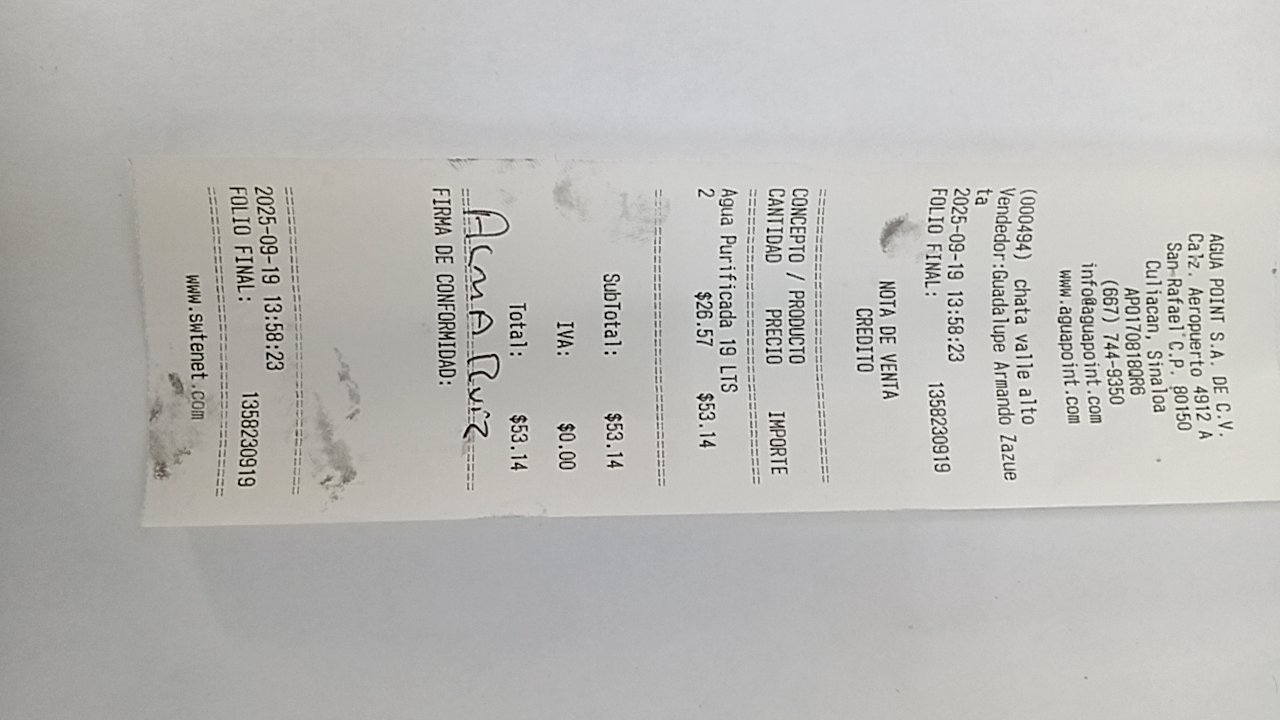 AGUA POINT S.A. DE C.V.
Calz. Aeropuerto 4912 A
San-Rafael C.P. 80150
Culiacan, Sinaloa
APO170818QR6
(667) 744-9350
info@aguapoint.com
www.aguapoint.com
(000494) chata valle alto
Vendedor:Guadalupe Armando Zazue
ta
2025-09-19 13:58:23
FOLIO FINAL: 1358230919
NOTA DE VENTA
CREDITO
CONCEPTO / PRODUCTO
CANTIDAD PRECIO IMPORTE
Agua Purificada 19 LTS
2 $26.57 $53.14
SubTotal: $53.14
IVA: $0.00
Total: $53.14
Ruiz
FIRMA DE CONFORMIDAD:
2025-09-19 13:58:23
FOLIO FINAL: 1358230919
www.swtenet.com